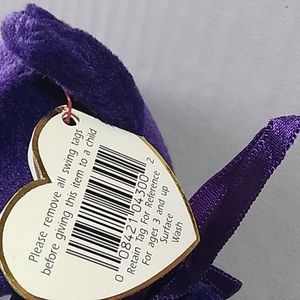 Please remove all swing tags
before giving this item to a child
0 08421 04300 2
Retain Tag For Reference
For ages 3 and up
Surface
Wash